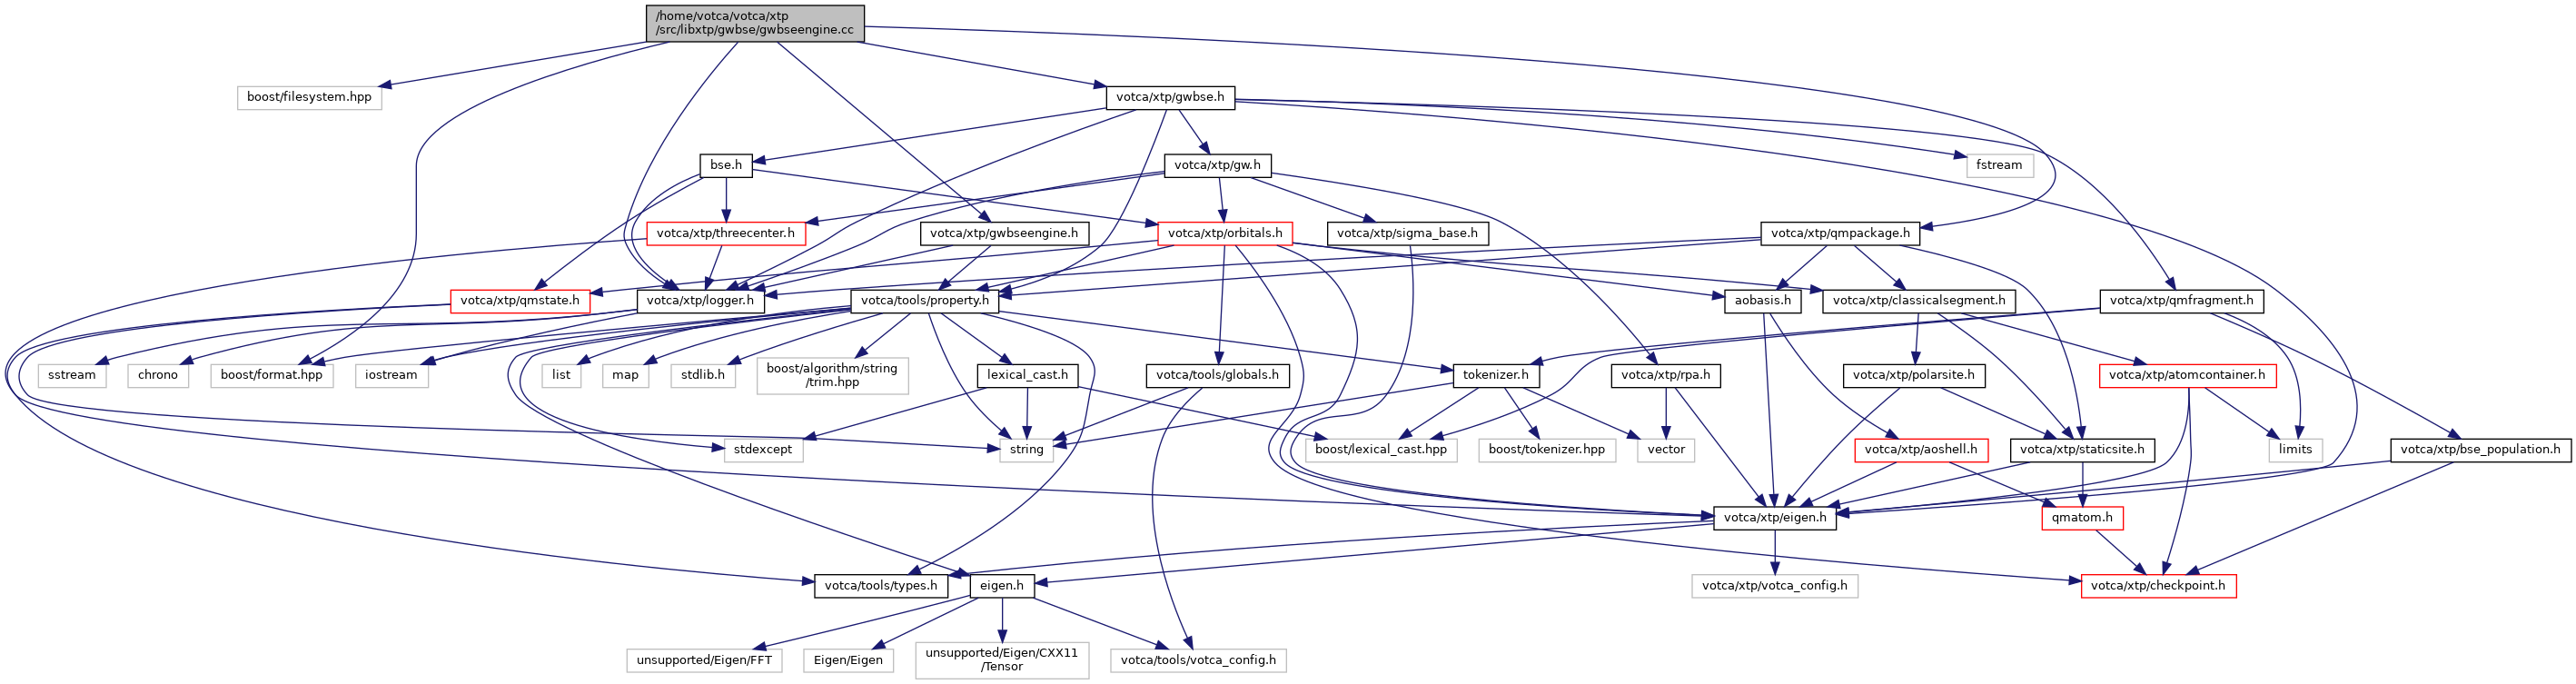 /home/votca/votca/xtp
/src/libxtp/gwbse/gwbseengine.cc
boost/filesystem.hpp
votca/xtp/gwbse.h
bse.h
votca/xtp/gw.h
fstream
votca/xtp/threecenter.h
votca/xtp/gwbseengine.h
votca/xtp/orbitals.h
votca/xtp/sigma_base.h
votca/xtp/qmpackage.h
votca/xtp/qmstate.h
votca/xtp/logger.h
votca/tools/property.h
aobasis.h
votca/xtp/classicalsegment.h
votca/xtp/qmfragment.h
sstream
chrono
boost/format.hpp
iostream
list
map
stdlib.h
boost/algorithm/string
/trim.hpp
lexical_cast.h
votca/tools/globals.h
tokenizer.h
votca/xtp/rpa.h
votca/xtp/polarsite.h
votca/xtp/atomcontainer.h
stdexcept
string
boost/lexical_cast.hpp
boost/tokenizer.hpp
vector
votca/xtp/aoshell.h
votca/xtp/staticsite.h
limits
votca/xtp/bse_population.h
votca/xtp/eigen.h
qmatom.h
votca/tools/types.h
eigen.h
votca/xtp/votca_config.h
votca/xtp/checkpoint.h
unsupported/Eigen/FFT
Eigen/Eigen
unsupported/Eigen/CXX11
/Tensor
votca/tools/votca_config.h